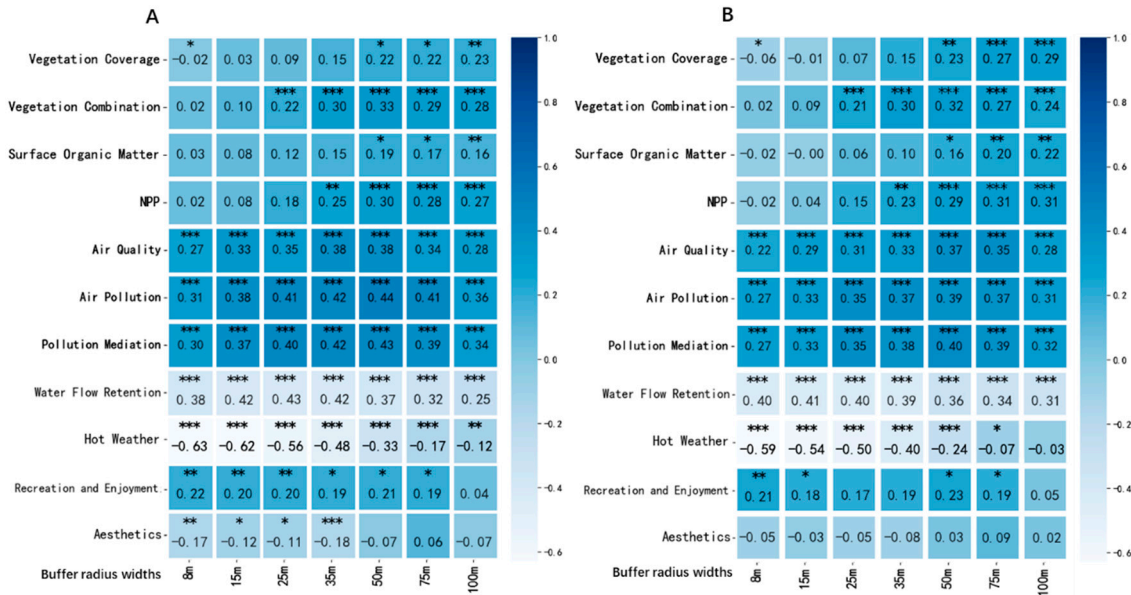 A
* * * **
Vegetation Coverage -0.02 0.03 0.09 0.15 0.22 0.22 0.23
*** *** *** *** ***
Vegetation Combination 0.02 0.10 0.22 0.30 0.33 0.29 0.28
* * **
Surface Organic Matter 0.03 0.08 0.12 0.15 0.19 0.17 0.16
** *** *** ***
NPP 0.02 0.08 0.18 0.25 0.30 0.28 0.27
*** *** *** *** *** *** ***
Air Quality 0.27 0.33 0.35 0.38 0.38 0.34 0.28
*** *** *** *** *** *** ***
Air Pollution 0.31 0.38 0.41 0.42 0.44 0.41 0.36
*** *** *** *** *** *** ***
Pollution Mediation 0.30 0.37 0.40 0.42 0.43 0.39 0.34
*** *** *** *** *** *** ***
Water Flow Retention 0.38 0.42 0.43 0.42 0.37 0.32 0.25
*** *** *** *** *** *** **
Hot Weather -0.63 -0.62 -0.56 -0.48 -0.33 -0.17 -0.12
** ** ** * * *
Recreation and Enjoyment 0.22 0.20 0.20 0.19 0.21 0.19 0.04
** * * ***
Aesthetics -0.17 -0.12 -0.11 -0.18 -0.07 0.06 -0.07
Buffer radius widths 8m 15m 25m 35m 50m 75m 100m
1.0
0.8
0.6
0.4
0.2
0.0
-0.2
-0.4
-0.6
B
* ** *** ***
Vegetation Coverage -0.06 -0.01 0.07 0.15 0.23 0.27 0.29
*** *** *** *** ***
Vegetation Combination 0.02 0.09 0.21 0.30 0.32 0.27 0.24
* ** **
Surface Organic Matter -0.02 -0.00 0.06 0.10 0.16 0.20 0.22
** *** *** ***
NPP -0.02 0.04 0.15 0.23 0.29 0.31 0.31
*** *** *** *** *** *** ***
Air Quality 0.22 0.29 0.31 0.33 0.37 0.35 0.28
*** *** *** *** *** *** ***
Air Pollution 0.27 0.33 0.35 0.37 0.39 0.37 0.31
*** *** *** *** *** *** ***
Pollution Mediation 0.27 0.33 0.35 0.38 0.40 0.39 0.32
*** *** *** *** *** *** ***
Water Flow Retention 0.40 0.41 0.40 0.39 0.36 0.34 0.31
*** *** *** *** *** *
Hot Weather -0.59 -0.54 -0.50 -0.40 -0.24 -0.07 -0.03
** * * *
Recreation and Enjoyment 0.21 0.18 0.17 0.19 0.23 0.19 0.05
Aesthetics -0.05 -0.03 -0.05 -0.08 0.03 0.09 0.02
Buffer radius widths 8m 15m 25m 35m 50m 75m 100m
1.0
0.8
0.6
0.4
0.2
0.0
-0.2
-0.4
-0.6